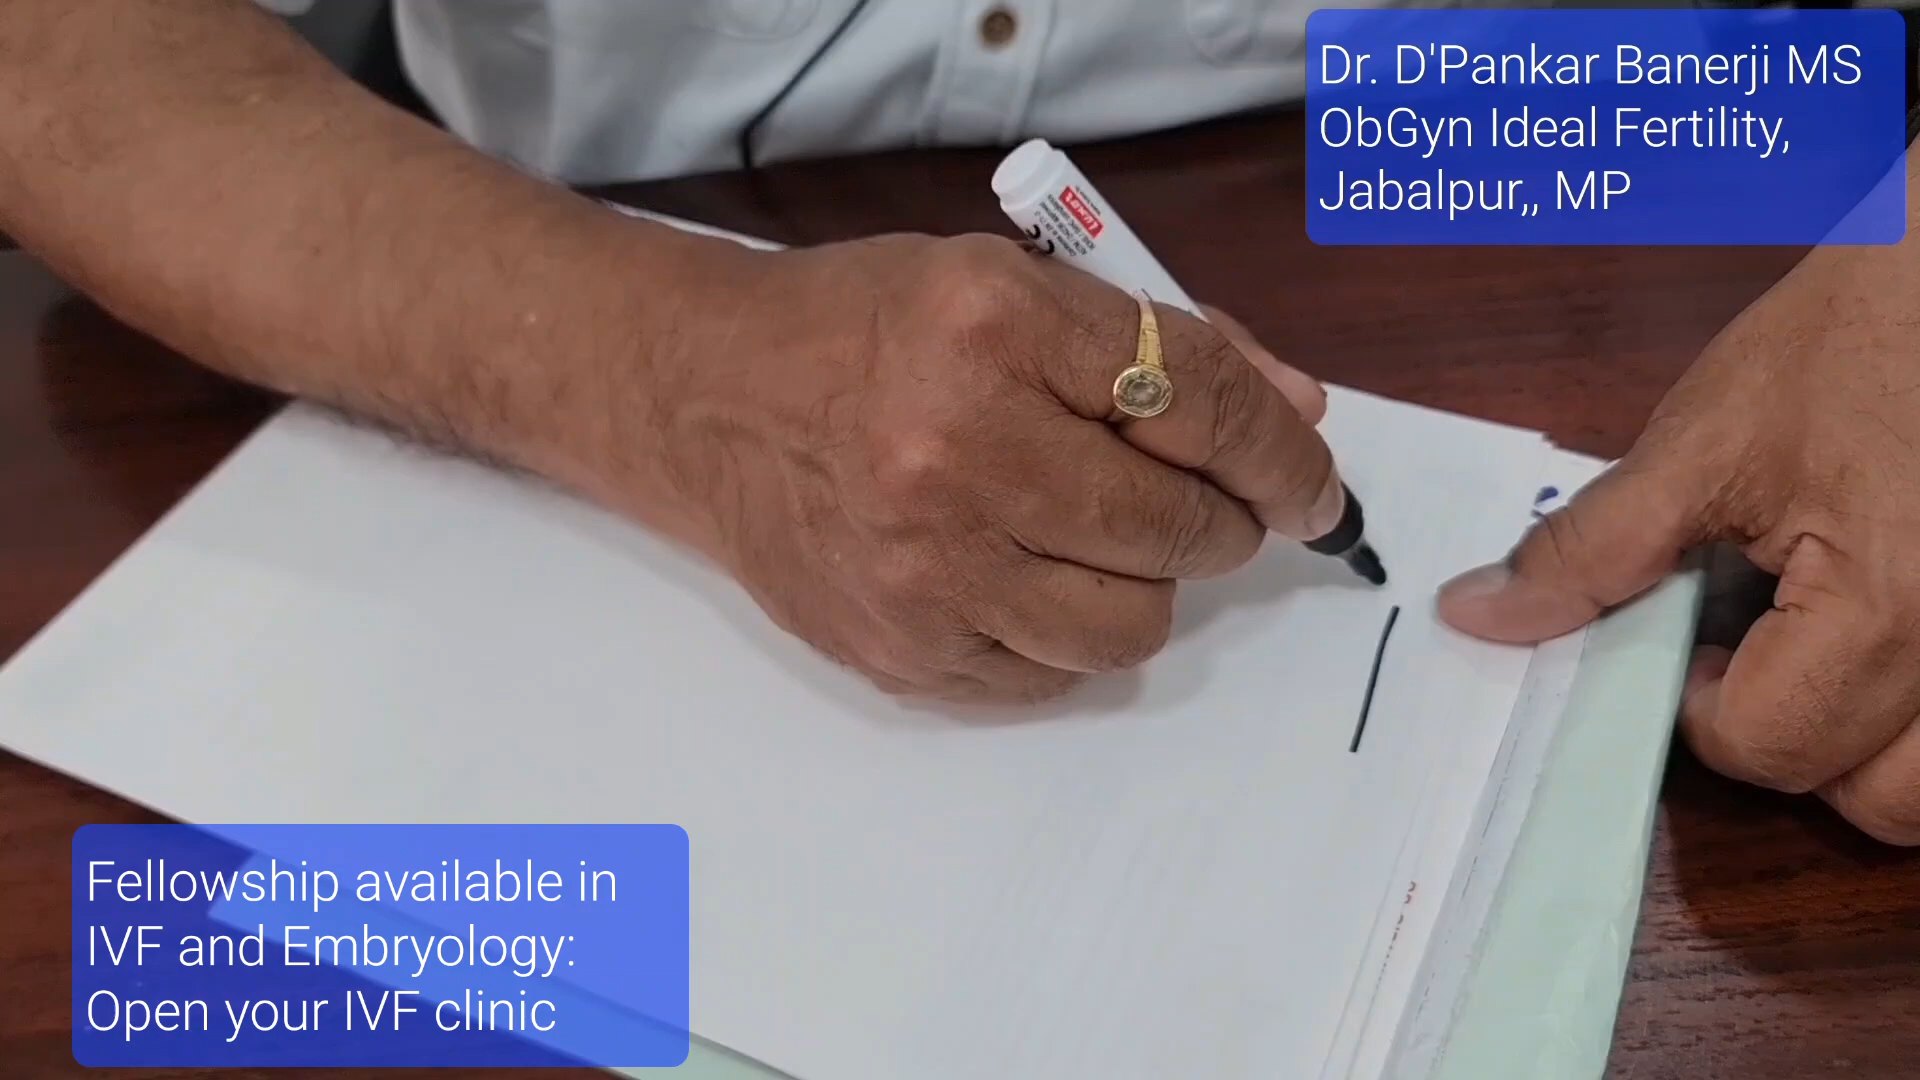 Dr. D'Pankar Banerji MS
ObGyn Ideal Fertility,
Jabalpur,, MP
Luxor
Fellowship available in
IVF and Embryology:
Open your IVF clinic